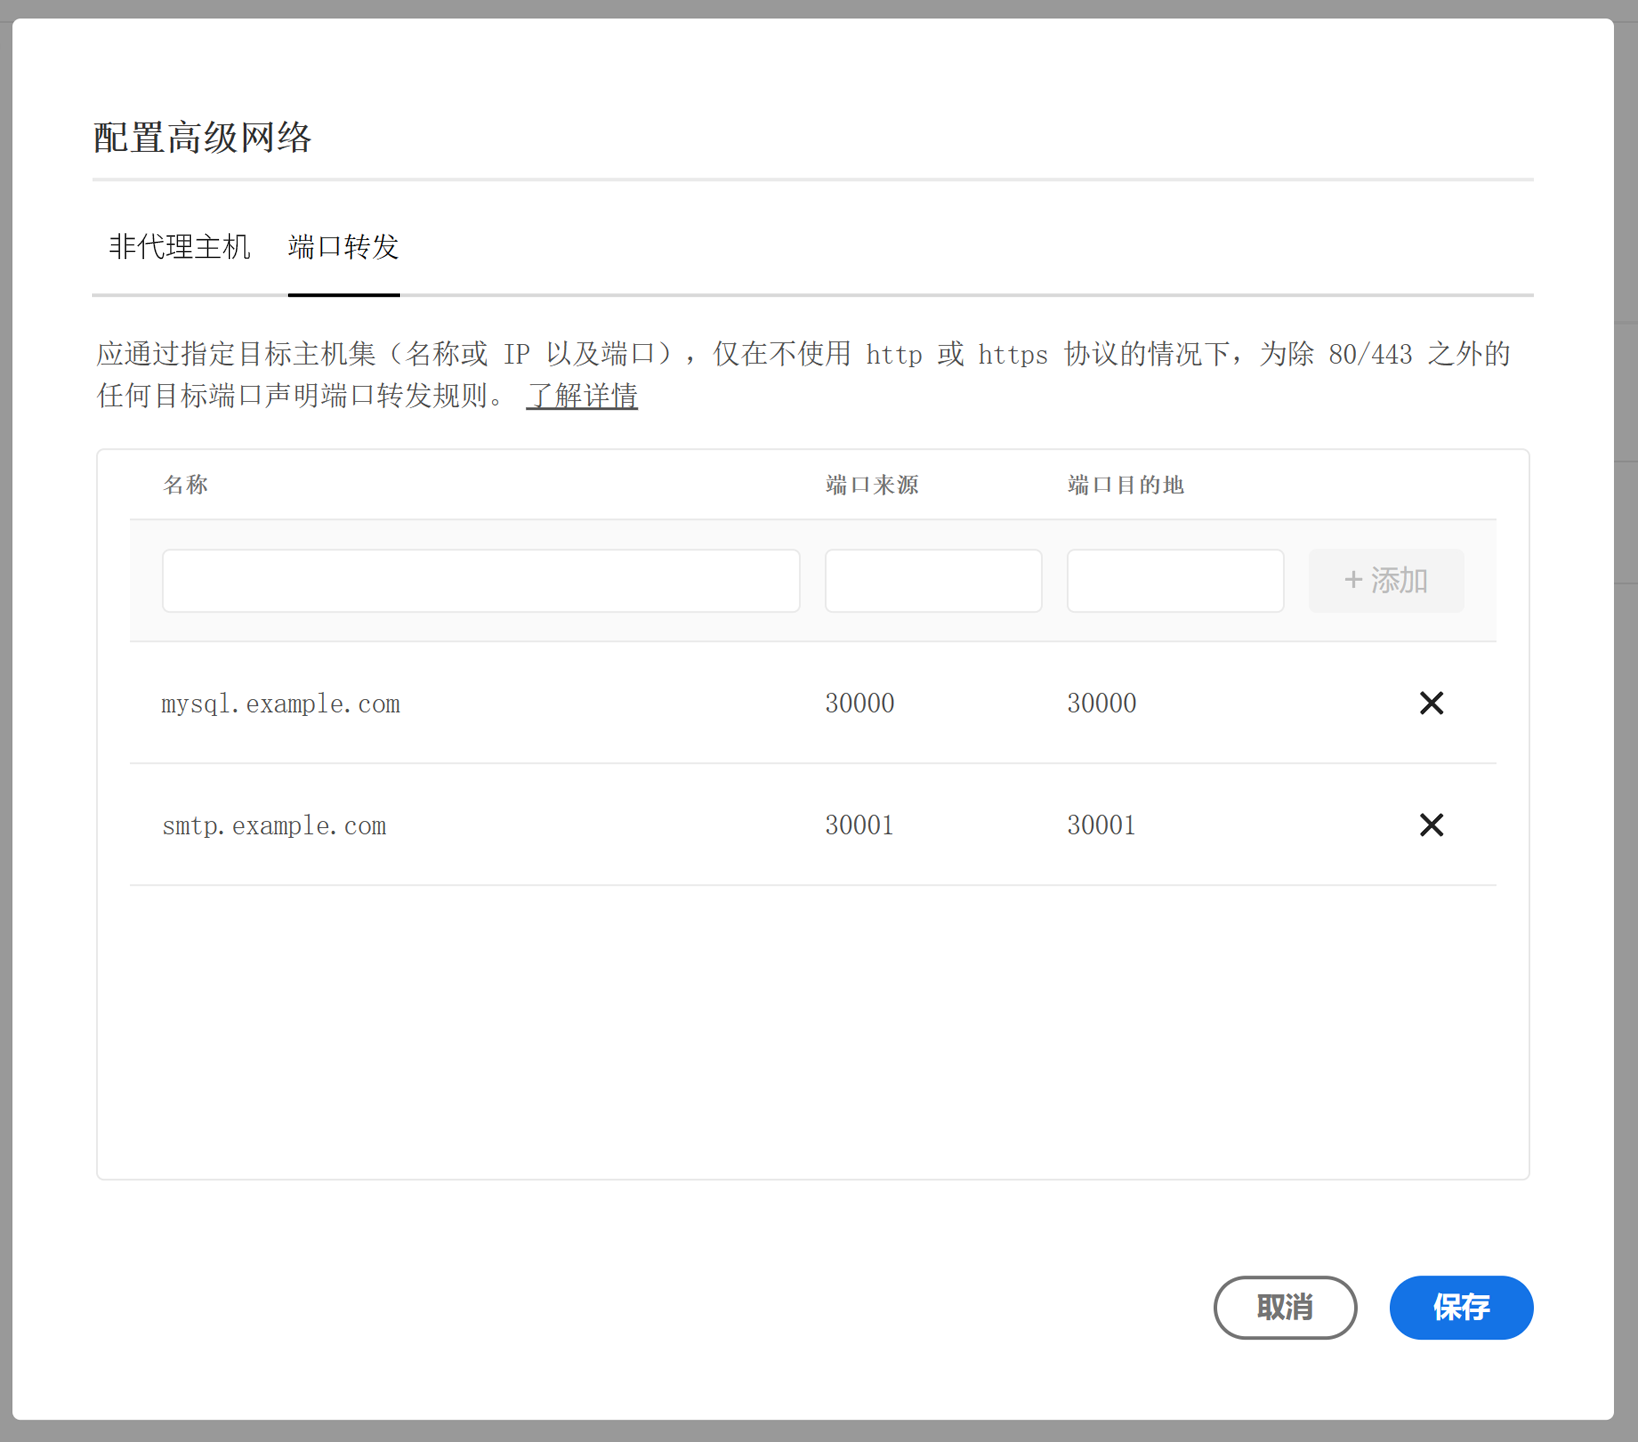 配置高级网络
非代理主机 端口转发
应通过指定目标主机集（名称或 IP 以及端口），仅在不使用 http 或 https 协议的情况下，为除 80/443 之外的
任何目标端口声明端口转发规则。 了解详情
名称 端口来源 端口目的地
+ 添加
mysql.example.com 30000 30000
smtp.example.com 30001 30001
取消 保存